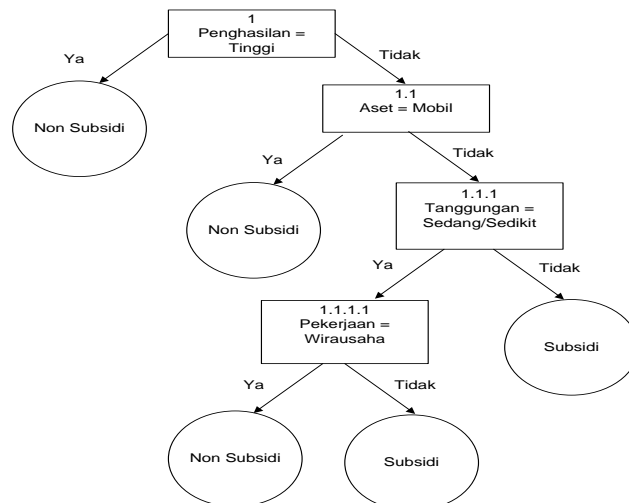 1
Penghasilan =
Tinggi
Ya
Tidak
Non Subsidi
1.1
Aset = Mobil
Ya
Tidak
Non Subsidi
1.1.1
Tanggungan =
Sedang/Sedikit
Ya
Tidak
1.1.1.1
Pekerjaan =
Wirausaha
Subsidi
Ya
Tidak
Non Subsidi
Subsidi